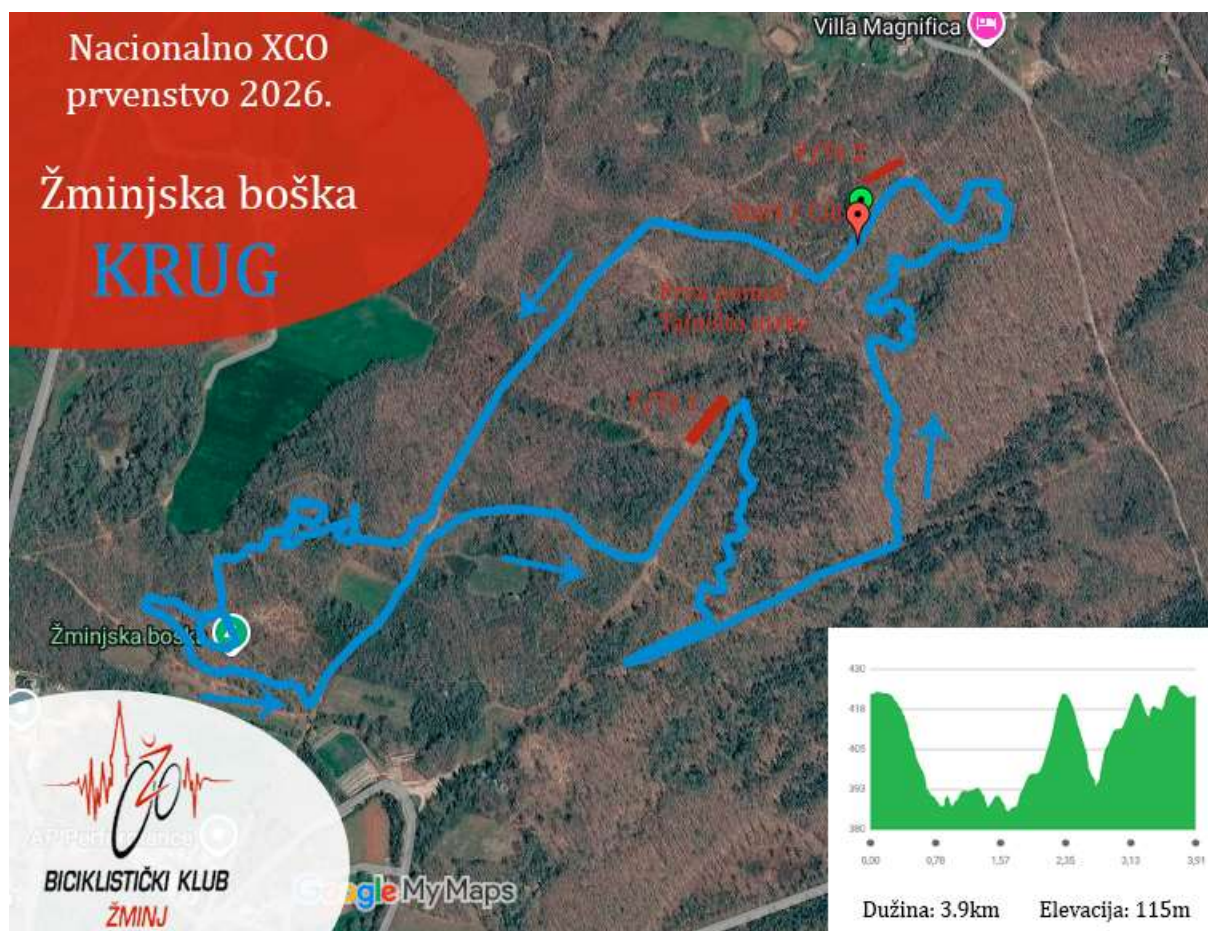 Nacionalno XCO
prvenstvo 2026.
Žminjska boška
KRUG
Villa Magnifica
Žminjska boška
BICIKLISTIČKI KLUB
ŽMINJ
Google My Maps
430
418
405
393
380
0,00
0,78
1,57
2,35
3,13
3,91
Dužina: 3.9km
Elevacija: 115m